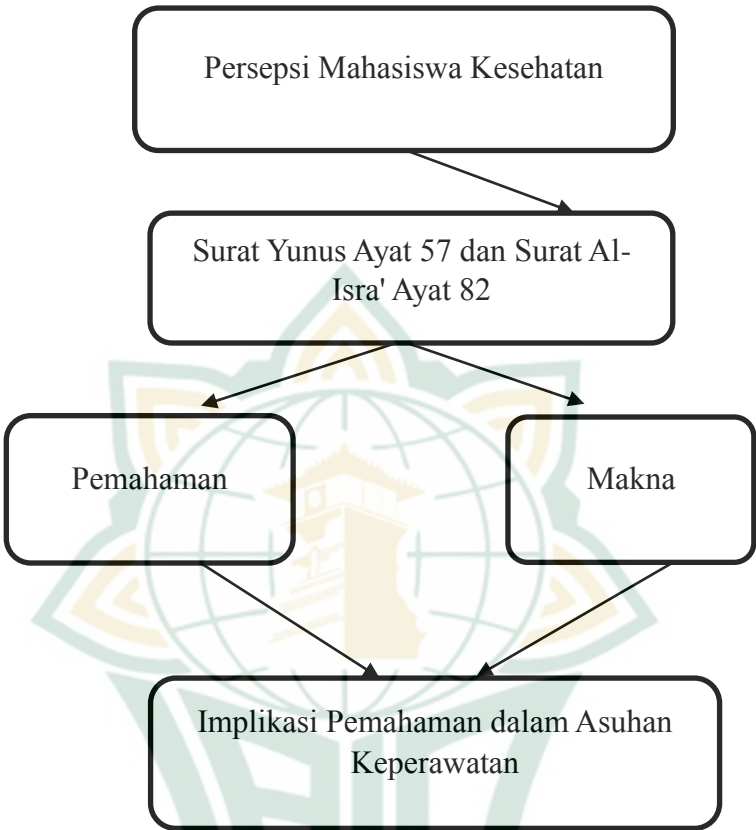 Persepsi Mahasiswa Kesehatan
Surat Yunus Ayat 57 dan Surat Al-
Isra' Ayat 82
Pemahaman
Makna
Implikasi Pemahaman dalam Asuhan
Keperawatan